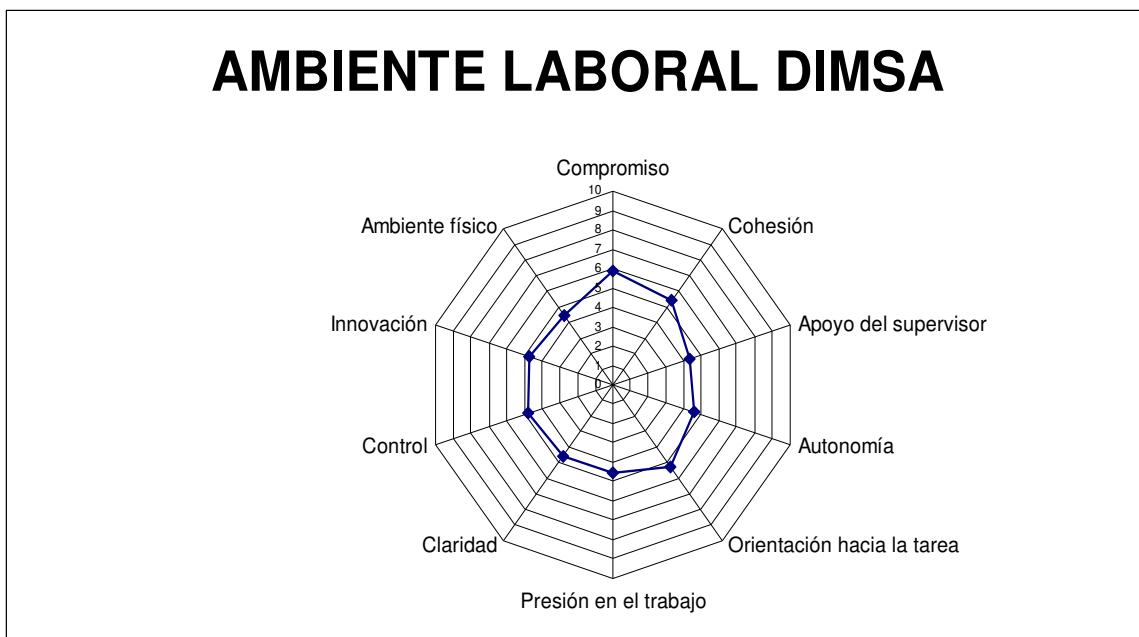 AMBIENTE LABORAL DIMSA
Compromiso
10
9
8
7
6
5
4
3
2
1
0
Cohesión
Apoyo del supervisor
Autonomía
Orientación hacia la tarea
Presión en el trabajo
Claridad
Control
Innovación
Ambiente físico